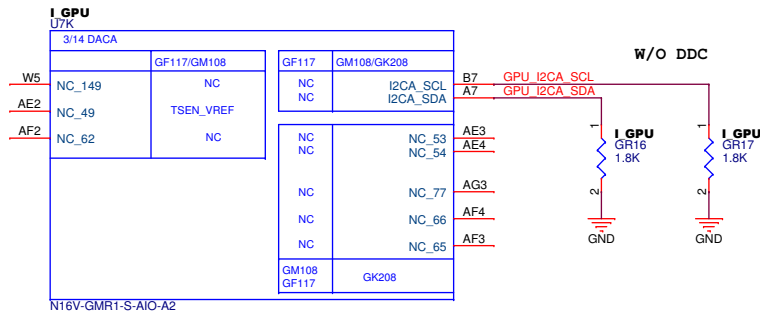 I_GPU
U7K
3/14 DACA
GF117/GM108
GF117
GM108/GK208
W/O DDC
W5
NC_149
NC
NC
I2CA_SCL
B7
GPU_I2CA_SCL
NC
I2CA_SDA
A7
GPU_I2CA_SDA
AE2
NC_49
TSEN_VREF
AF2
NC_62
NC
NC
NC_53
AE3
NC
NC_54
AE4
1
1
I_GPU
GR16
1.8K
I_GPU
GR17
1.8K
2
2
NC
NC_77
AG3
NC
NC_66
AF4
NC
NC_65
AF3
GND
GND
GM108
GF117
GK208
N16V-GMR1-S-AIO-A2